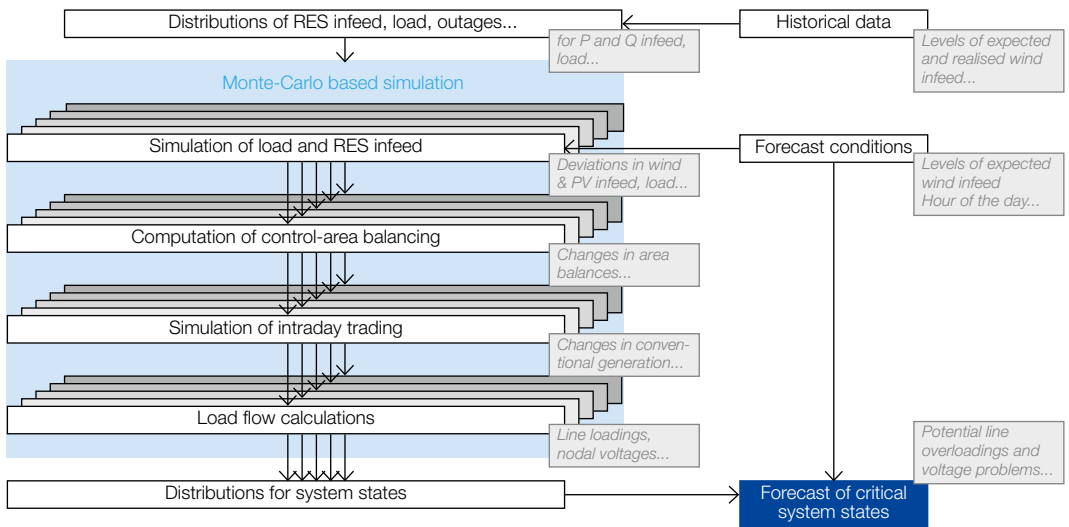 Distributions of RES infeed, load, outages...
Historical data
for P and Q infeed,
load...
Levels of expected
and realised wind
infeed...
Monte-Carlo based simulation
Simulation of load and RES infeed
Forecast conditions
Deviations in wind
& PV infeed, load...
Levels of expected
wind infeed
Hour of the day...
Computation of control-area balancing
Changes in area
balances...
Simulation of intraday trading
Changes in conven-
tional generation...
Load flow calculations
Line loadings,
nodal voltages...
Potential line
overloadings and
voltage problems...
Distributions for system states
Forecast of critical
system states